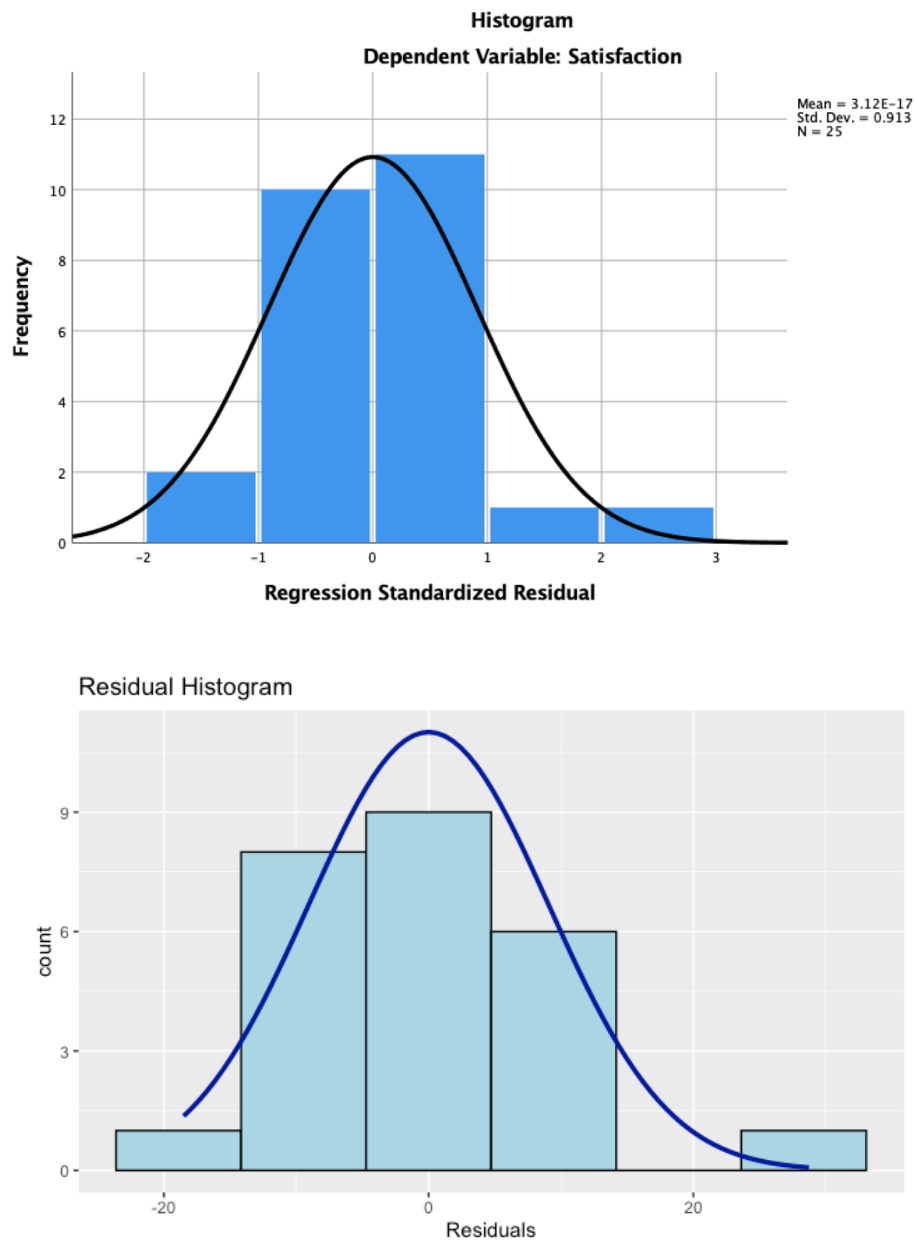 Histogram
Dependent Variable: Satisfaction
Mean = 3.12E-17
Std. Dev. = 0.913
N = 25
12
10
8
6
4
2
0
Frequency
-2 -1 0 1 2 3
Regression Standardized Residual
Residual Histogram
9
6
3
0
count
-20 0 20
Residuals